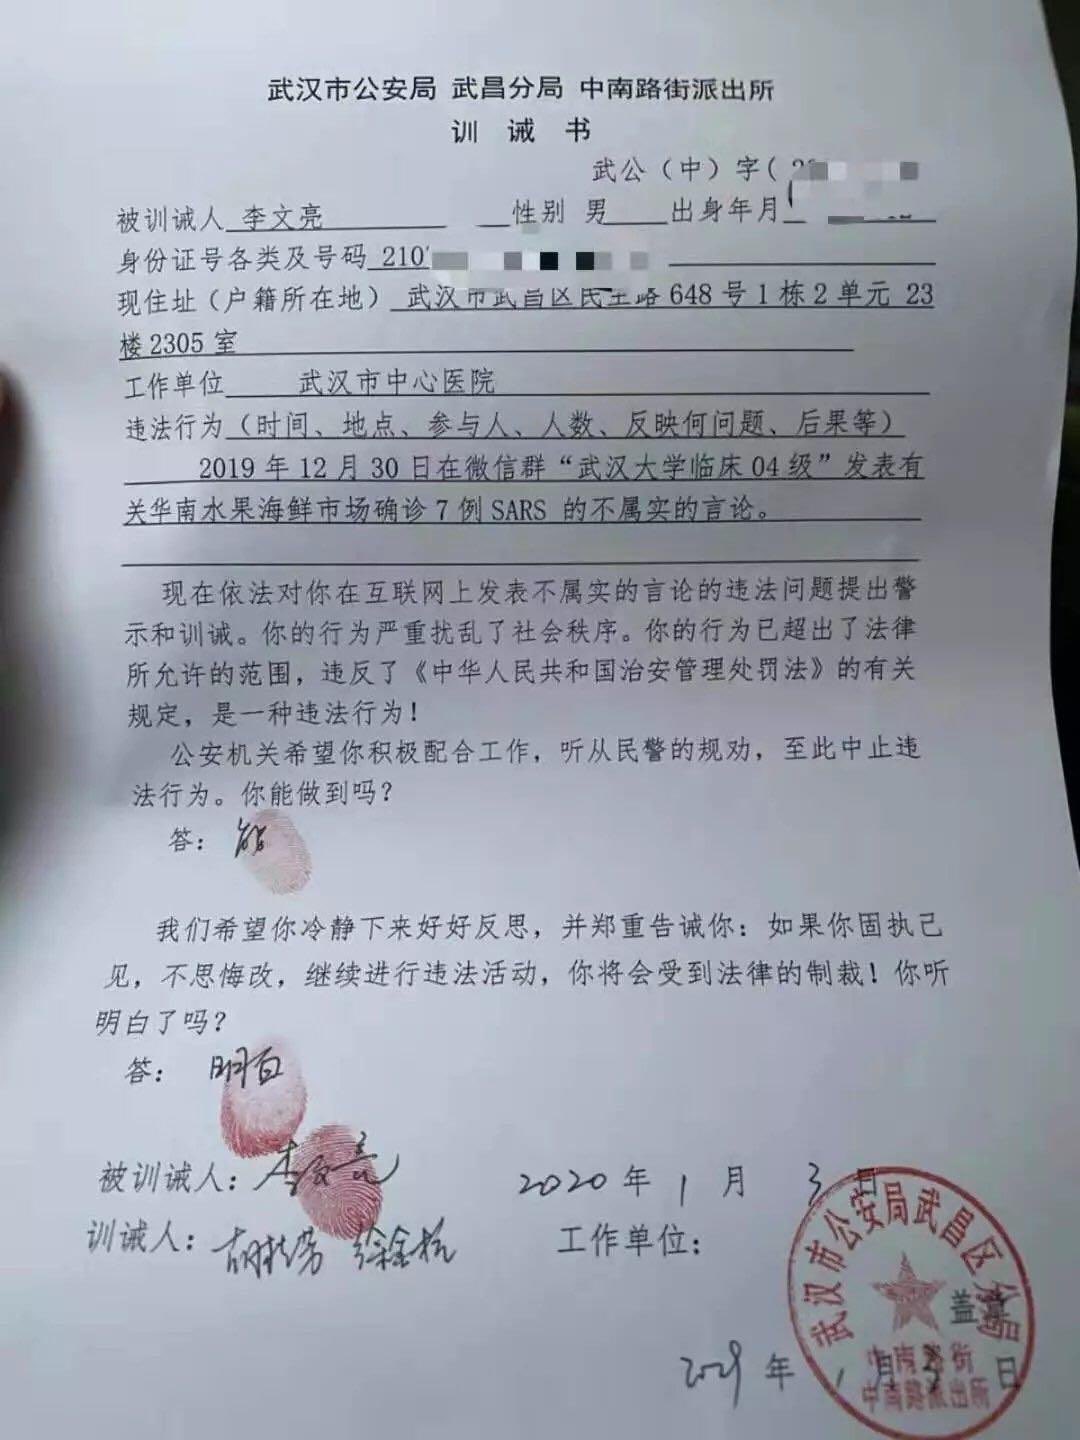 武汉市公安局 武昌分局 中南路街派出所
训 诫 书
武公（中）字（
被训诫人 李文亮 性别 男 出身年月
身份证号各类及号码 210
现住址（户籍所在地） 武汉市武昌区民主路 648 号 1 栋 2 单元 23
楼 2305 室
工作单位 武汉市中心医院
违法行为（时间、地点、参与人、人数、反映何问题、后果等）
2019 年 12 月 30 日在微信群“武汉大学临床 04 级”发表有
关华南水果海鲜市场确诊 7 例 SARS 的不属实的言论。
现在依法对你在互联网上发表不属实的言论的违法问题提出警
示和训诫。你的行为严重扰乱了社会秩序。你的行为已超出了法律
所允许的范围，违反了《中华人民共和国治安管理处罚法》的有关
规定，是一种违法行为！
公安机关希望你积极配合工作，听从民警的规劝，至此中止违
法行为。你能做到吗？
答： 能
我们希望你冷静下来好好反思，并郑重告诫你：如果你固执己
见，不思悔改，继续进行违法活动，你将会受到法律的制裁！你听
明白了吗？
答： 明白
被训诫人：李文亮 2020 年 1 月 3 日
训诫人： 工作单位：
武汉市公安局武昌区分局
盖章
中南路街
中南路派出所
年 1 月 3 日